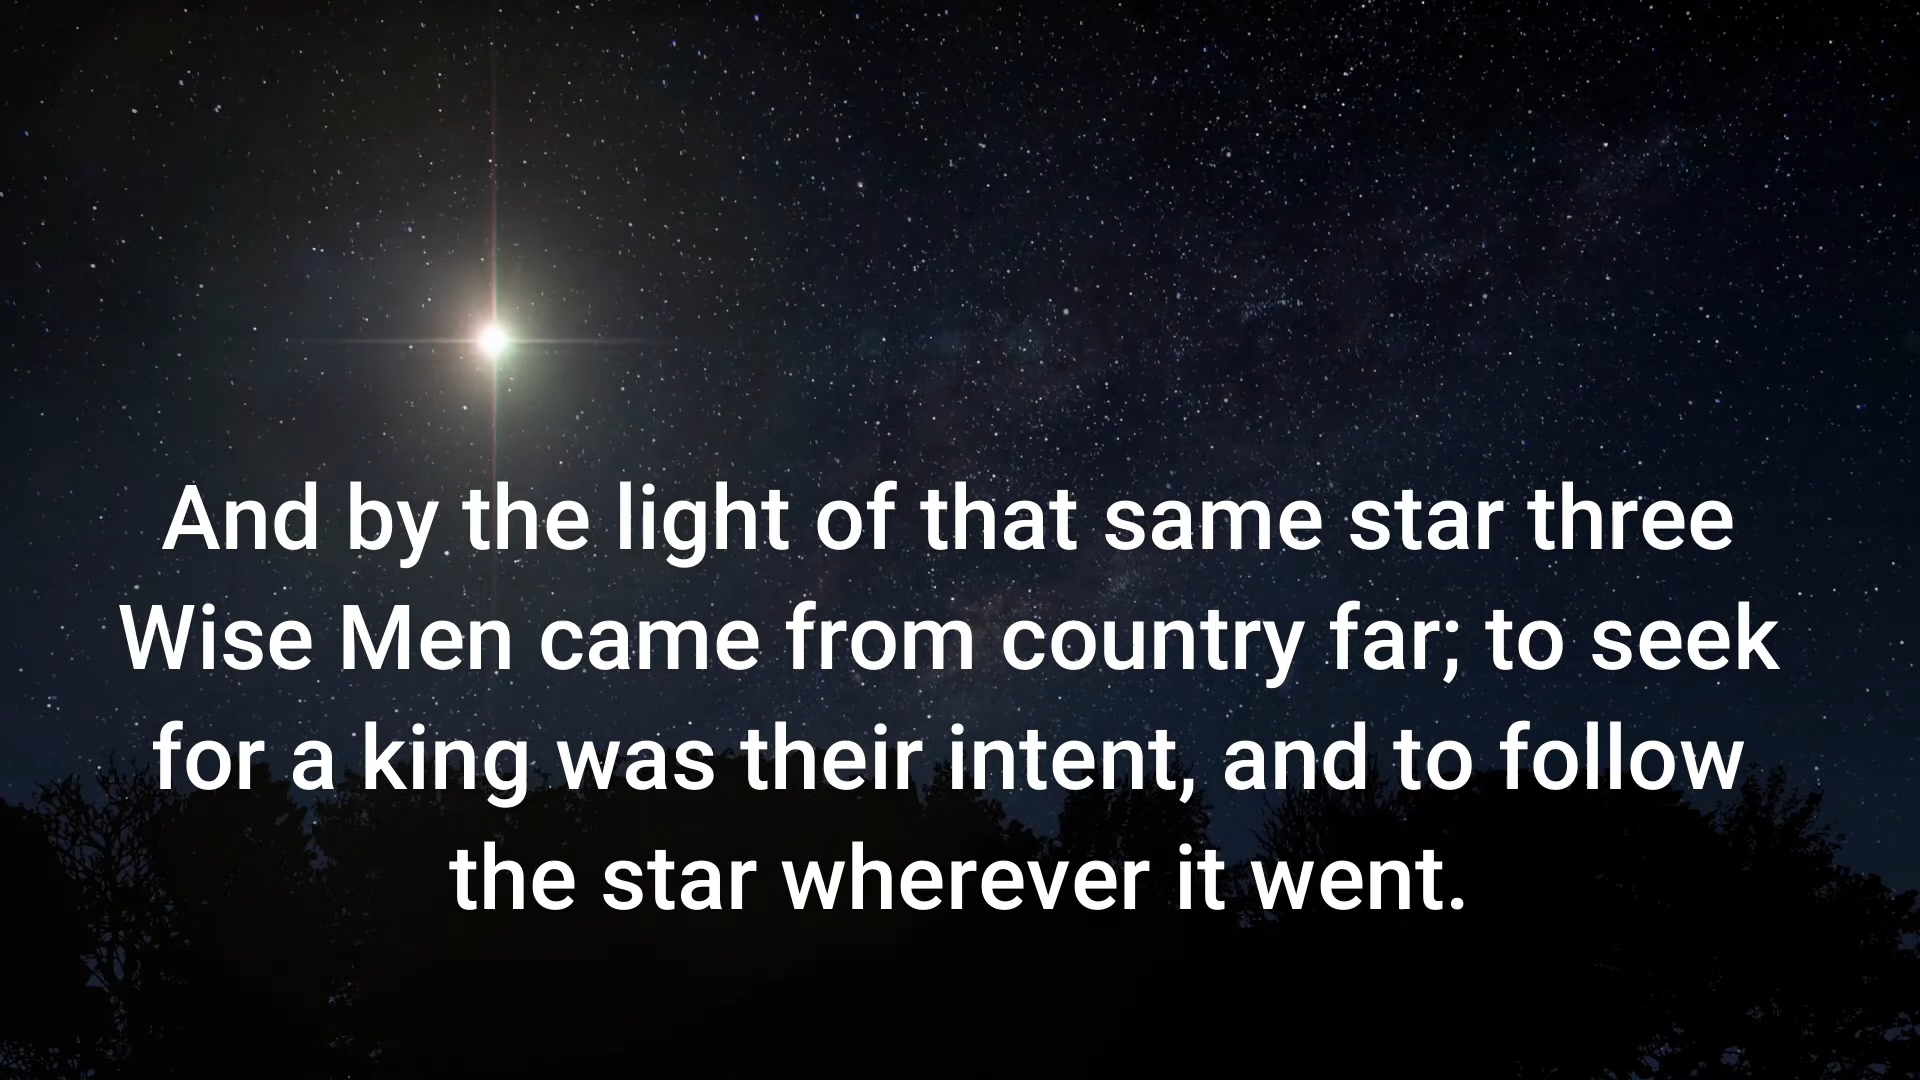 And by the light of that same star three
Wise Men came from country far; to seek
for a king was their intent, and to follow
the star wherever it went.